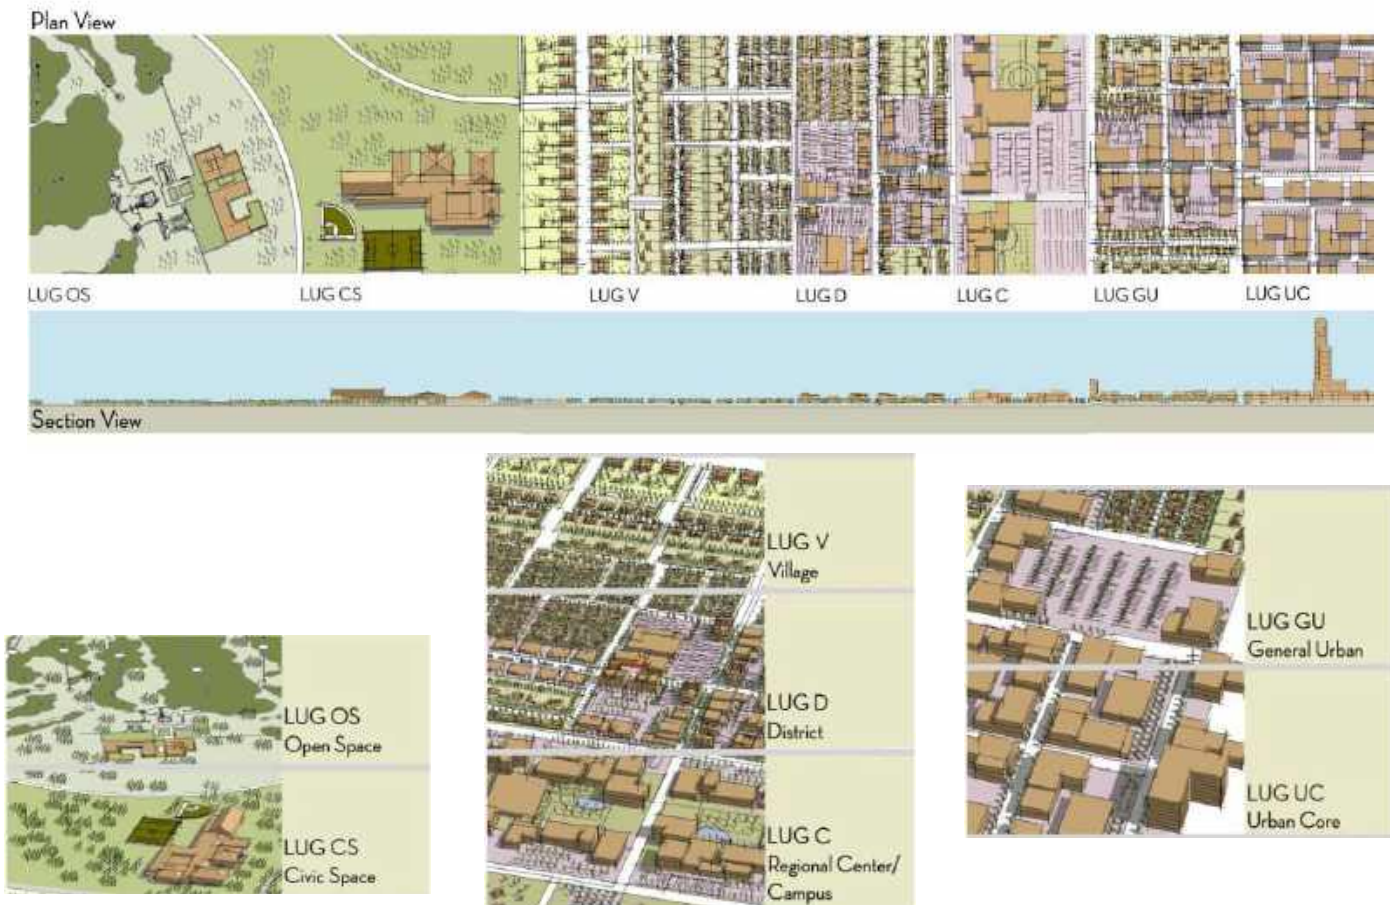 Plan View
LUG OS
LUG CS
LUG V
LUG D
LUG C
LUG GU
LUG UC
Section View
LUG OS
Open Space
LUG CS
Civic Space
LUG V
Village
LUG D
District
LUG C
Regional Center/
Campus
LUG GU
General Urban
LUG UC
Urban Core